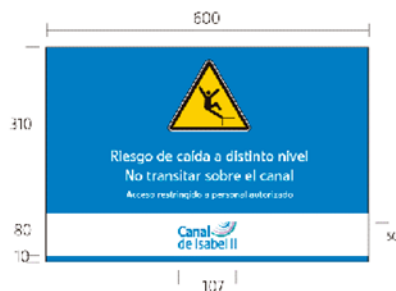 600
310
Riesgo de caída a distinto nivel
No transitar sobre el canal
Acceso restringido a personal autorizado
80
Canal
de Isabel II
50
10
107